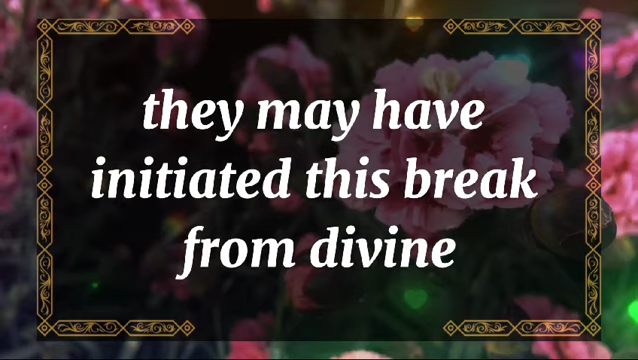 they may have
initiated this break
from divine